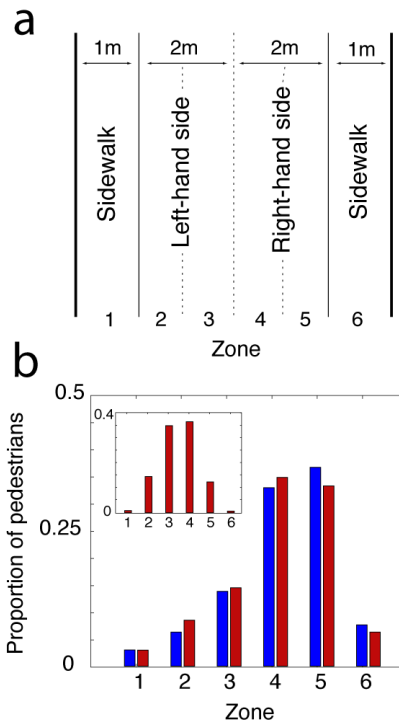 a
1m 2m 2m 1m
Sidewalk
Left-hand side
Right-hand side
Sidewalk
1 2 3 4 5 6
Zone
b
Proportion of pedestrians
0.5
0.25
0
0.4
0
1 2 3 4 5 6
1 2 3 4 5 6
Zone